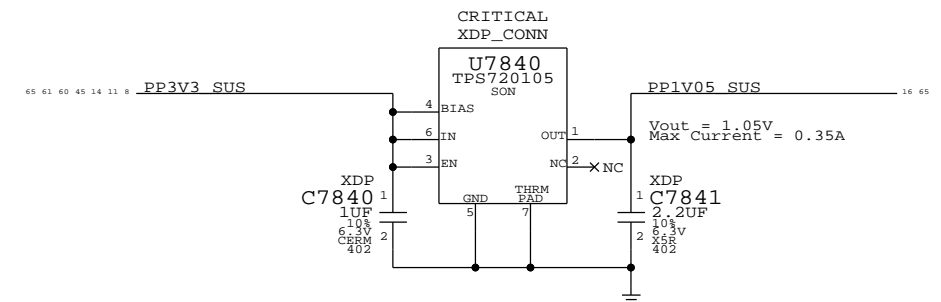 CRITICAL
XDP_CONN
U7840
TPS720105
SON
65 61 60 45 14 11 8 PP3V3_SUS
PP1V05_SUS 16 65
4 BIAS
Vout = 1.05V
Max Current = 0.35A
6 IN
OUT 1
3 EN
NC 2 NC
XDP
C7840 1
1UF
10%
6.3V
2
CERM
402
GND
5
THRM
PAD
7
XDP
1 C7841
2.2UF
10%
6.3V
2
X5R
402